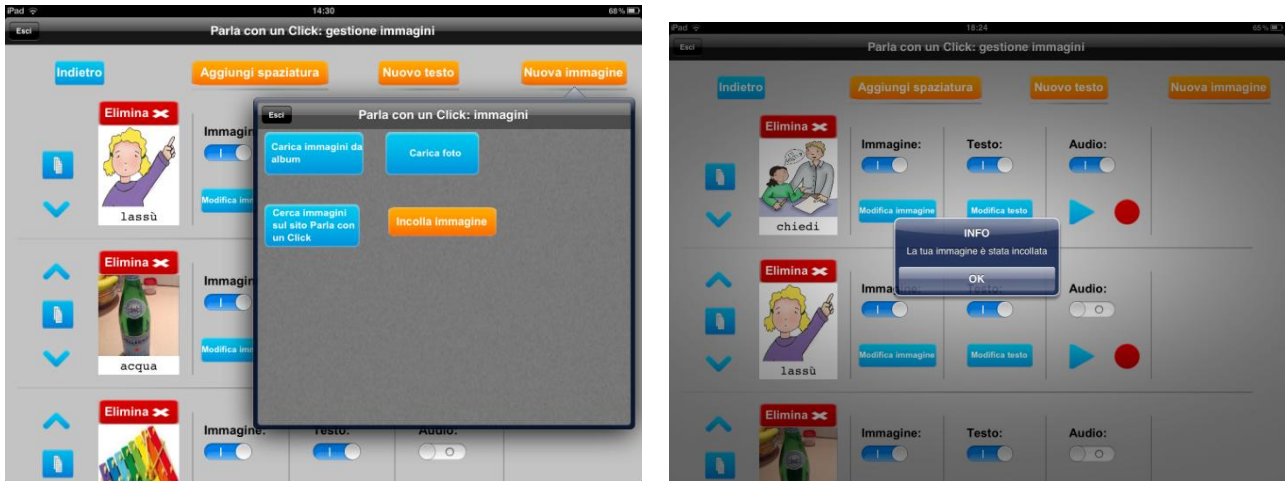 iPad 14:30 68%
Esci Parla con un Click: gestione immagini
Indietro Aggiungi spaziatura Nuovo testo Nuova immagine
Elimina
Immagin
Modifica imm
lassù
Esci Parla con un Click: immagini
Carica immagini da
album
Carica foto
Cerca immagini
sul sito Parla con
un Click
Incolla immagine
Elimina
Immagin
Modifica imm
acqua
Elimina
Immagine: Testo: Audio:
iPad 18:24 65%
Esci Parla con un Click: gestione immagini
Indietro Aggiungi spaziatura Nuovo testo Nuova immagine
Elimina
Immagine: Testo: Audio:
Modifica immagine Modifica testo
chiedi
INFO
La tua immagine è stata incollata
OK
Elimina
Immagine: Testo: Audio:
Modifica immagine Modifica testo
lassù
Elimina
Immagine: Testo: Audio: